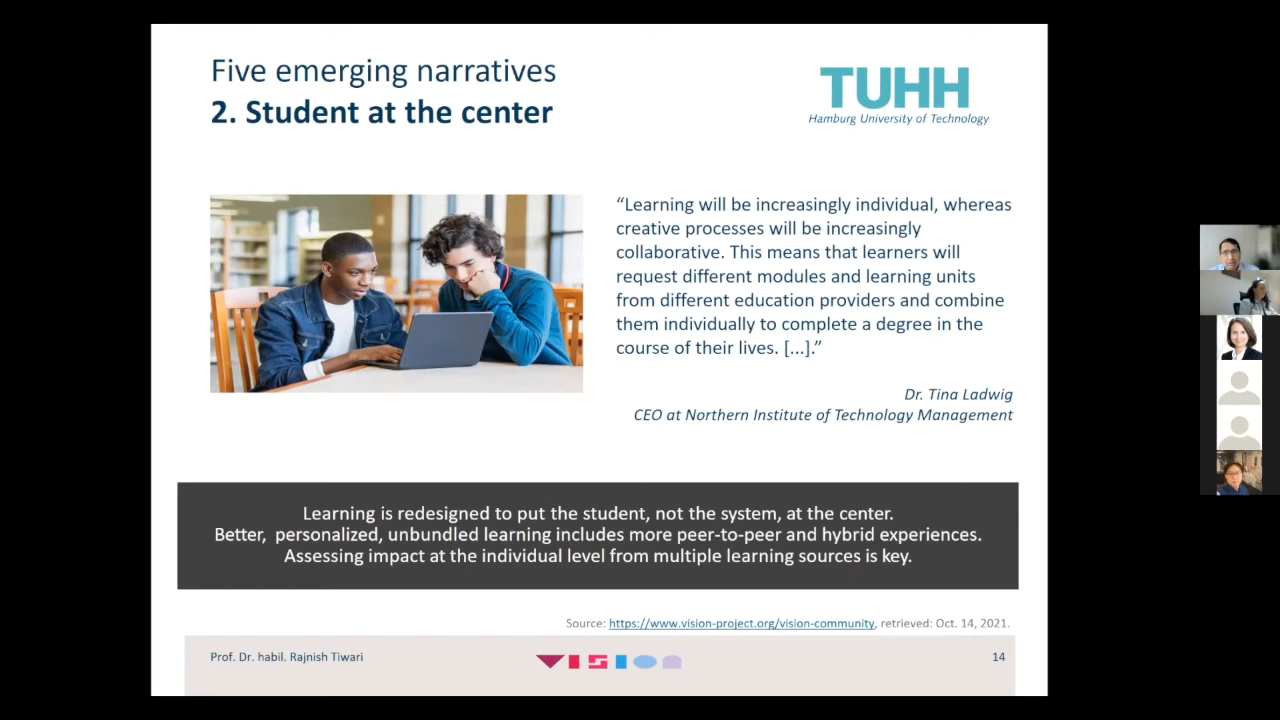 Five emerging narratives
2. Student at the center
TUHH
Hamburg University of Technology
“Learning will be increasingly individual, whereas
creative processes will be increasingly
collaborative. This means that learners will
request different modules and learning units
from different education providers and combine
them individually to complete a degree in the
course of their lives. [...].”
Dr. Tina Ladwig
CEO at Northern Institute of Technology Management
Learning is redesigned to put the student, not the system, at the center.
Better, personalized, unbundled learning includes more peer-to-peer and hybrid experiences.
Assessing impact at the individual level from multiple learning sources is key.
Source: https://www.vision-project.org/vision-community, retrieved: Oct. 14, 2021.
Prof. Dr. habil. Rajnish Tiwari
VISION
14